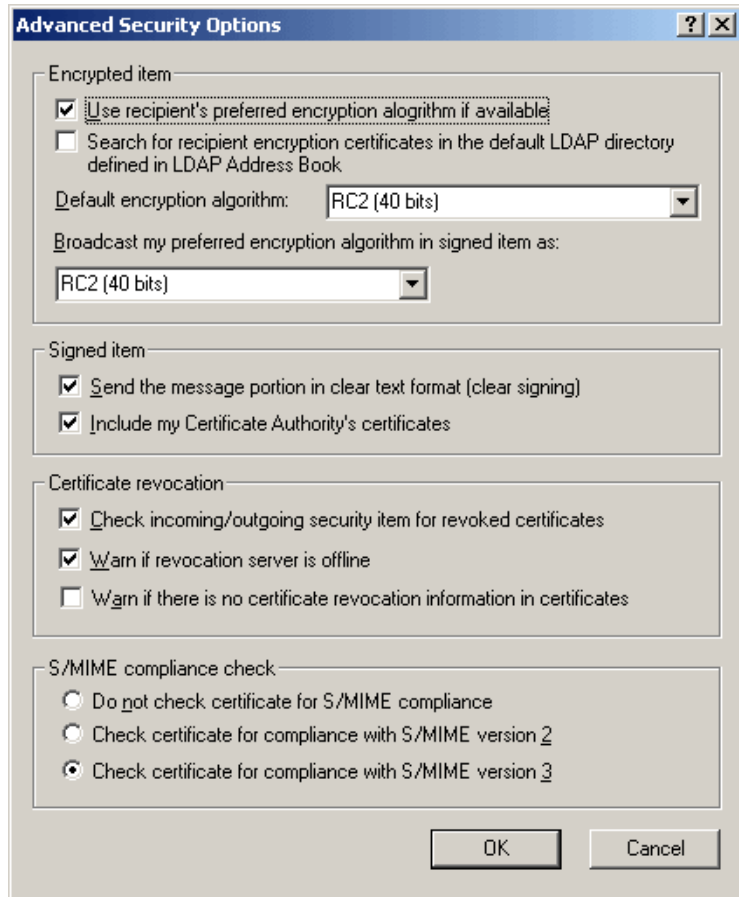 Advanced Security Options
Encrypted item
Use recipient's preferred encryption alogrithm if available
Search for recipient encryption certificates in the default LDAP directory
defined in LDAP Address Book
Default encryption algorithm: RC2 (40 bits)
Broadcast my preferred encryption algorithm in signed item as:
RC2 (40 bits)
Signed item
Send the message portion in clear text format (clear signing)
Include my Certificate Authority's certificates
Certificate revocation
Check incoming/outgoing security item for revoked certificates
Warn if revocation server is offline
Warn if there is no certificate revocation information in certificates
S/MIME compliance check
Do not check certificate for S/MIME compliance
Check certificate for compliance with S/MIME version 2
Check certificate for compliance with S/MIME version 3
OK Cancel